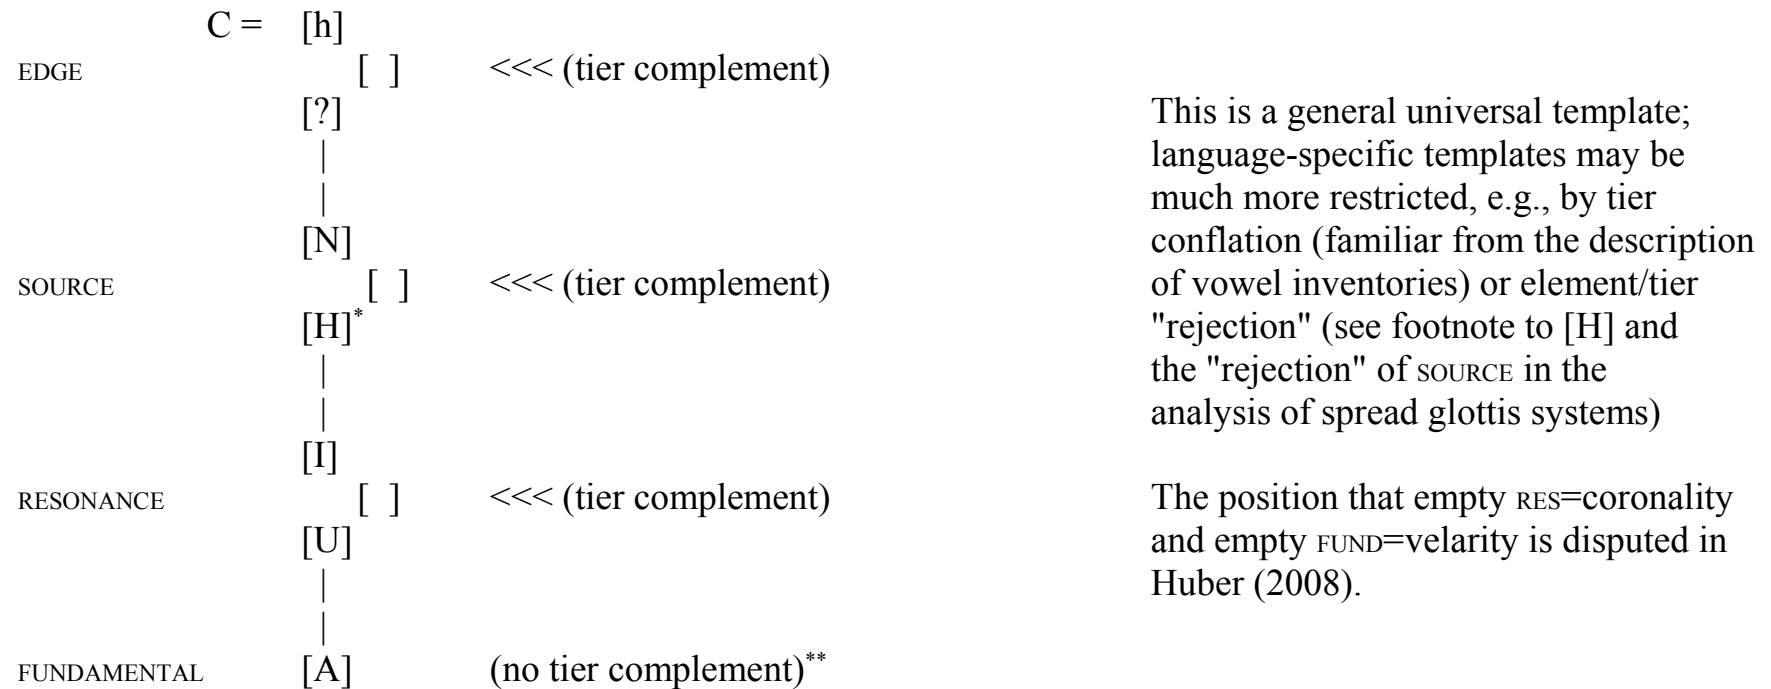 C = [h]
EDGE [ ] <<< (tier complement)
[?] This is a general universal template;
| language-specific templates may be
| much more restricted, e.g., by tier
[N] conflation (familiar from the description
SOURCE [ ] <<< (tier complement) of vowel inventories) or element/tier
[H]* "rejection" (see footnote to [H] and
| the "rejection" of SOURCE in the
| analysis of spread glottis systems)
[I]
RESONANCE [ ] <<< (tier complement) The position that empty RES=coronality
[U] and empty FUND=velarity is disputed in
| Huber (2008).
|
FUNDAMENTAL [A] (no tier complement)**